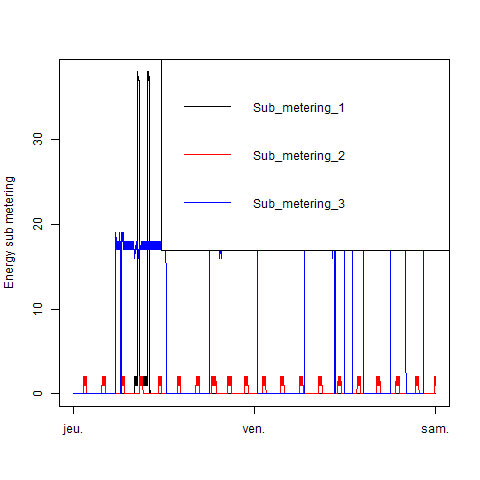 Sub_metering_1
Sub_metering_2
Sub_metering_3
Energy sub metering
30
20
10
0
jeu. ven. sam.